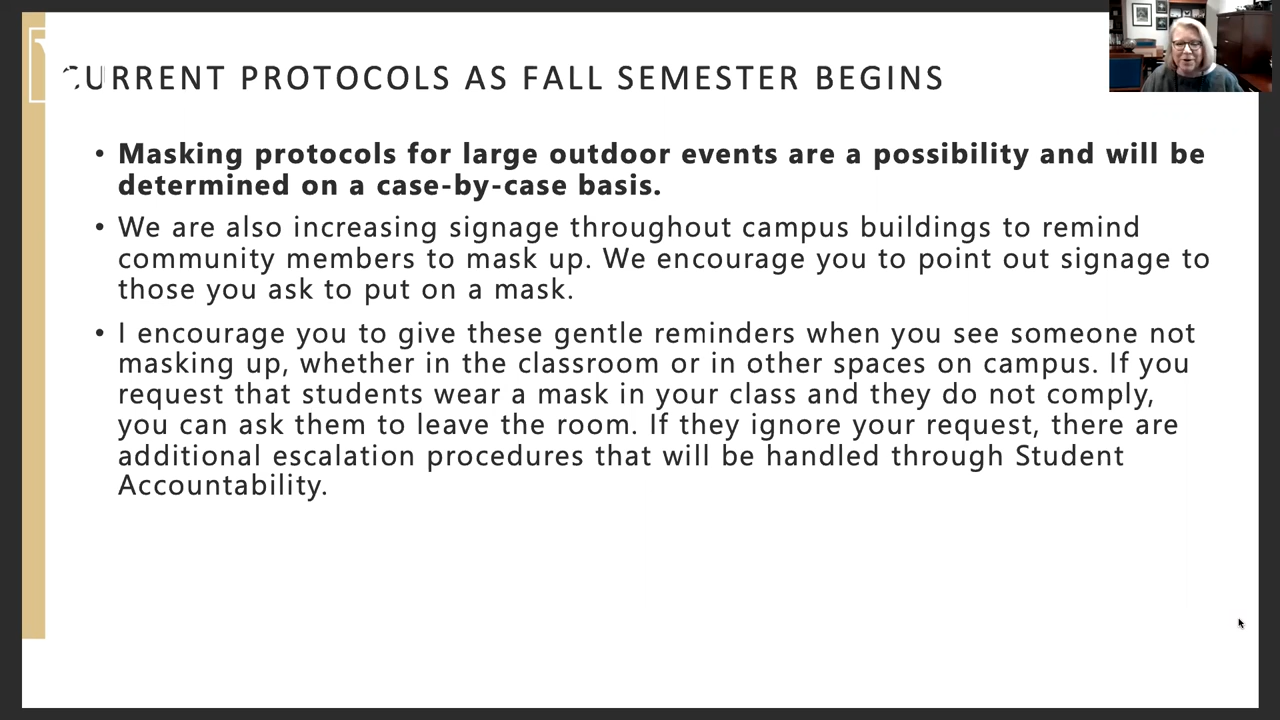 CURRENT PROTOCOLS AS FALL SEMESTER BEGINS
• Masking protocols for large outdoor events are a possibility and will be
determined on a case-by-case basis.
• We are also increasing signage throughout campus buildings to remind
community members to mask up. We encourage you to point out signage to
those you ask to put on a mask.
• I encourage you to give these gentle reminders when you see someone not
masking up, whether in the classroom or in other spaces on campus. If you
request that students wear a mask in your class and they do not comply,
you can ask them to leave the room. If they ignore your request, there are
additional escalation procedures that will be handled through Student
Accountability.